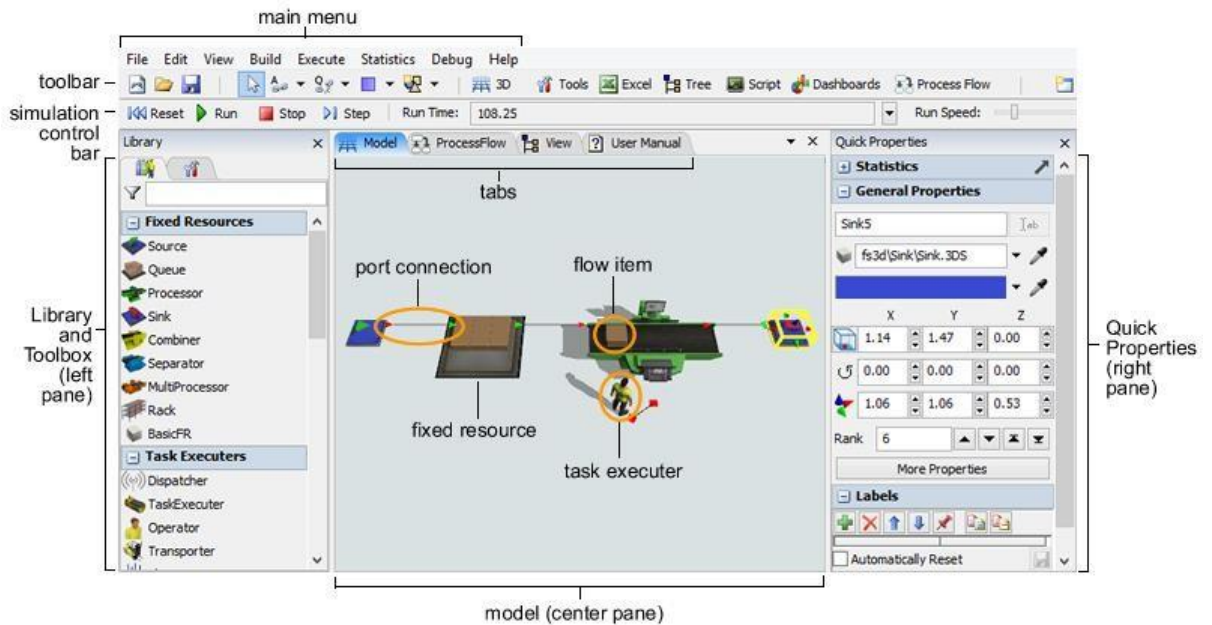 main menu
File Edit View Build Execute Statistics Debug Help
toolbar
3D Tools Excel Tree Script Dashboards Process Flow
simulation
control
bar
Reset Run Stop Step Run Time: 108.25 Run Speed:
Library
Model ProcessFlow View User Manual
Quick Properties
tabs
Fixed Resources
Source
Queue
Processor
Sink
Combiner
Separator
MultiProcessor
Rack
BasicFR
Task Executers
Dispatcher
TaskExecuter
Operator
Transporter
Library
and
Toolbox
(left
pane)
port connection
flow item
fixed resource
task executer
Statistics
General Properties
Sink5
fs3d\Sink\Sink.3DS
X Y Z
1.14 1.47 0.00
0.00 0.00 0.00
1.06 1.06 0.53
Rank 6
More Properties
Labels
Automatically Reset
Quick
Properties
(right
pane)
model (center pane)